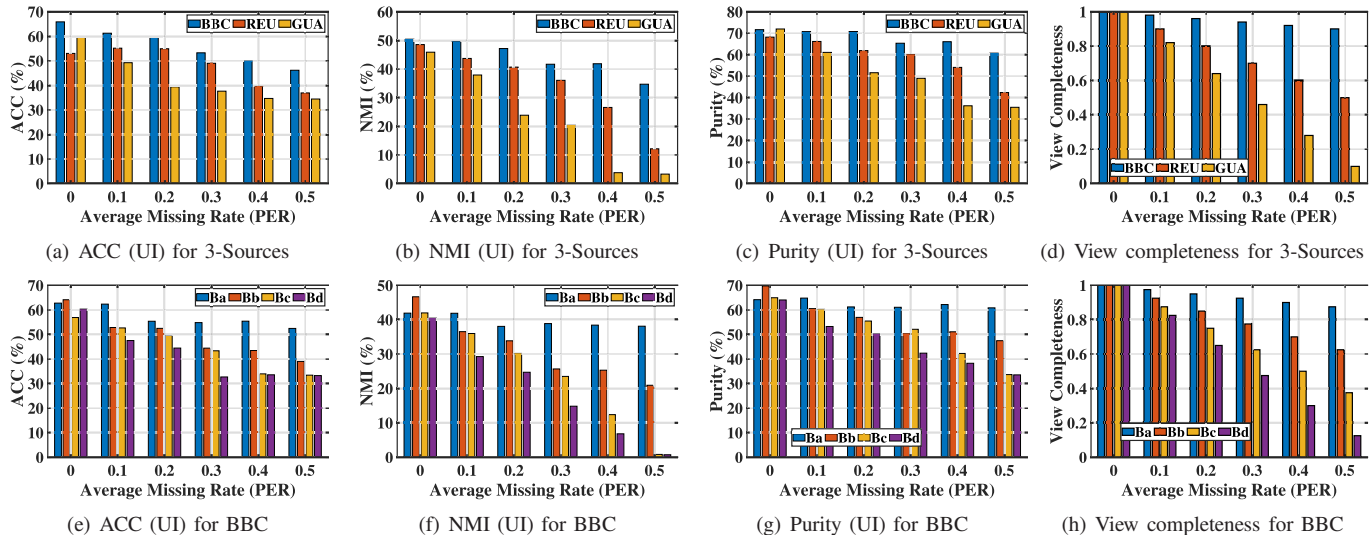 80
70
60
50
40
30
20
10
0
ACC (%)
BBC REU GUA
0 0.1 0.2 0.3 0.4 0.5
Average Missing Rate (PER)
(a) ACC (UI) for 3-Sources
60
50
40
30
20
10
0
NMI (%)
BBC REU GUA
0 0.1 0.2 0.3 0.4 0.5
Average Missing Rate (PER)
(b) NMI (UI) for 3-Sources
80
70
60
50
40
30
20
10
0
Purity (%)
BBC REU GUA
0 0.1 0.2 0.3 0.4 0.5
Average Missing Rate (PER)
(c) Purity (UI) for 3-Sources
1
0.8
0.6
0.4
0.2
0
View Completeness
BBC REU GUA
0 0.1 0.2 0.3 0.4 0.5
Average Missing Rate (PER)
(d) View completeness for 3-Sources
70
60
50
40
30
20
10
0
ACC (%)
Ba Bb Bc Bd
0 0.1 0.2 0.3 0.4 0.5
Average Missing Rate (PER)
(e) ACC (UI) for BBC
50
40
30
20
10
0
NMI (%)
Ba Bb Bc Bd
0 0.1 0.2 0.3 0.4 0.5
Average Missing Rate (PER)
(f) NMI (UI) for BBC
70
60
50
40
30
20
10
0
Purity (%)
Ba Bb Bc Bd
0 0.1 0.2 0.3 0.4 0.5
Average Missing Rate (PER)
(g) Purity (UI) for BBC
1
0.8
0.6
0.4
0.2
0
View Completeness
Ba Bb Bc Bd
0 0.1 0.2 0.3 0.4 0.5
Average Missing Rate (PER)
(h) View completeness for BBC